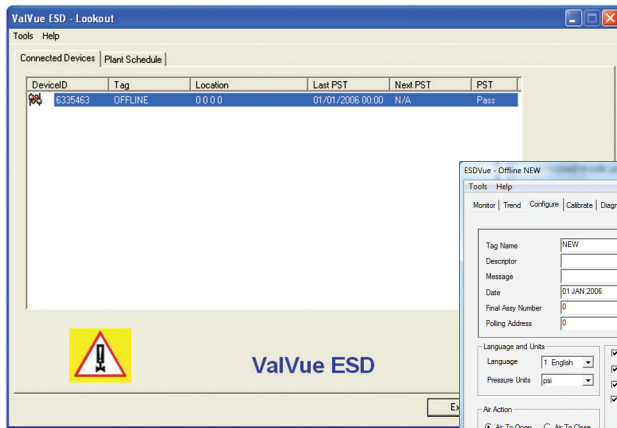 ValVue ESD - Lookout
Tools Help
Connected Devices Plant Schedule
DeviceID Tag Location Last PST Next PST PST
6335463 OFFLINE 0 0 0 0 01/01/2006 00:00 N/A Pass
ValVue ESD
ESDVue - Offline NEW
Tools Help
Monitor Trend Configure Calibrate
Tag Name NEW
Descriptor
Message
Date 01 JAN 2006
Final Assy Number 0
Polling Address 0
Language and Units
Language 1. English
Pressure Units psi
Air Action
Air To Open Air To Close